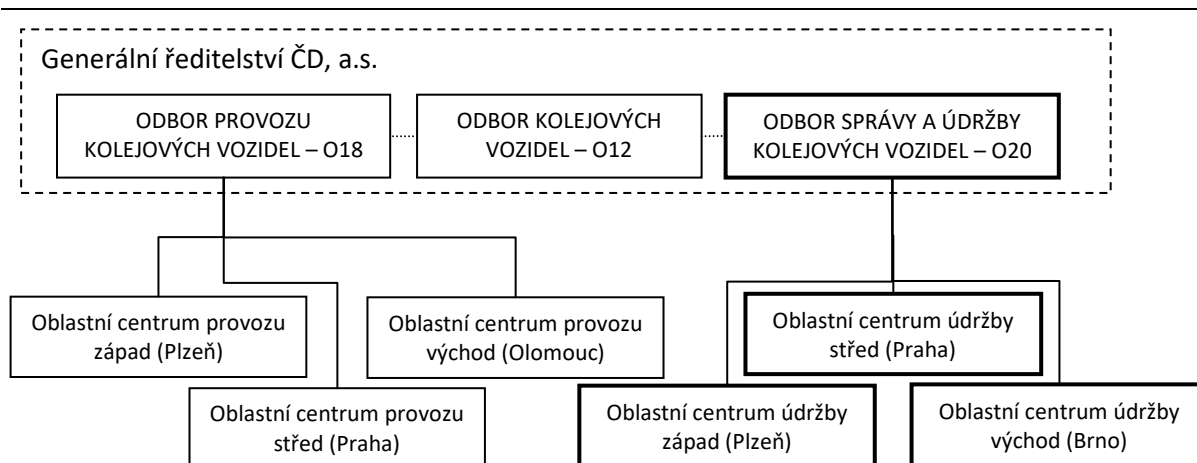 Generální ředitelství ČD, a.s.
ODBOR PROVOZU
KOLEJOVÝCH VOZIDEL – O18
ODBOR KOLEJOVÝCH
VOZIDEL – O12
ODBOR SPRÁVY A ÚDRŽBY
KOLEJOVÝCH VOZIDEL – O20
Oblastní centrum provozu
západ (Plzeň)
Oblastní centrum provozu
východ (Olomouc)
Oblastní centrum údržby
střed (Praha)
Oblastní centrum provozu
střed (Praha)
Oblastní centrum údržby
západ (Plzeň)
Oblastní centrum údržby
východ (Brno)